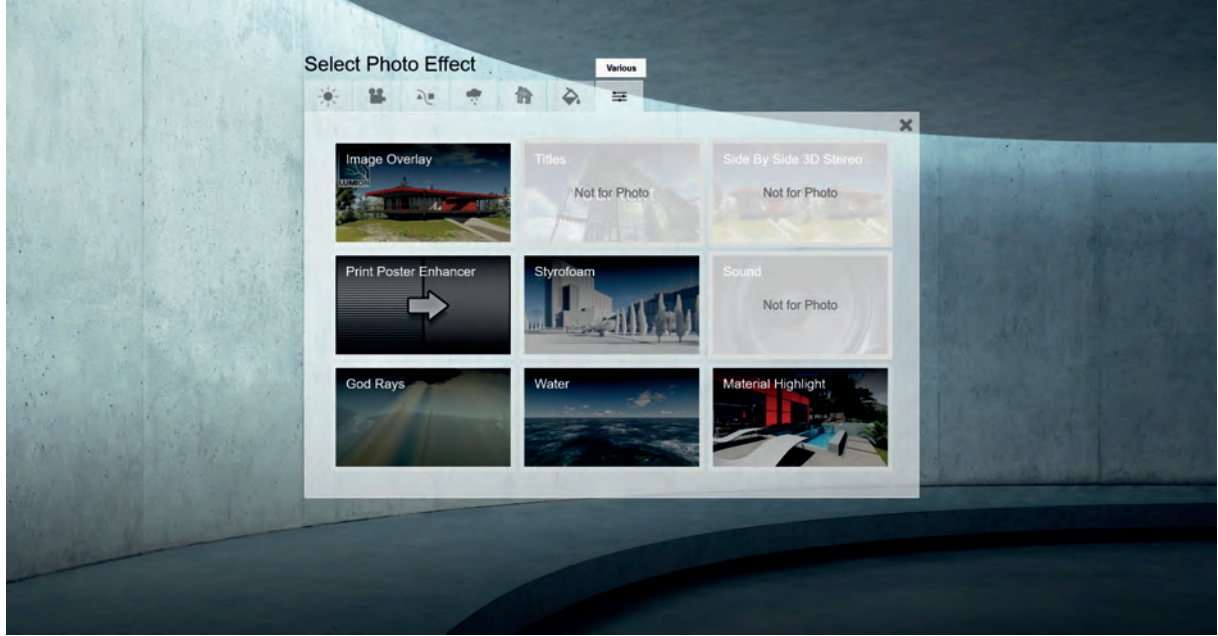 Select Photo Effect
Various
Image Overlay
LUMION
Titles
Not for Photo
Side By Side 3D Stereo
Not for Photo
Print Poster Enhancer
Styrofoam
Sound
Not for Photo
God Rays
Water
Material Highlight